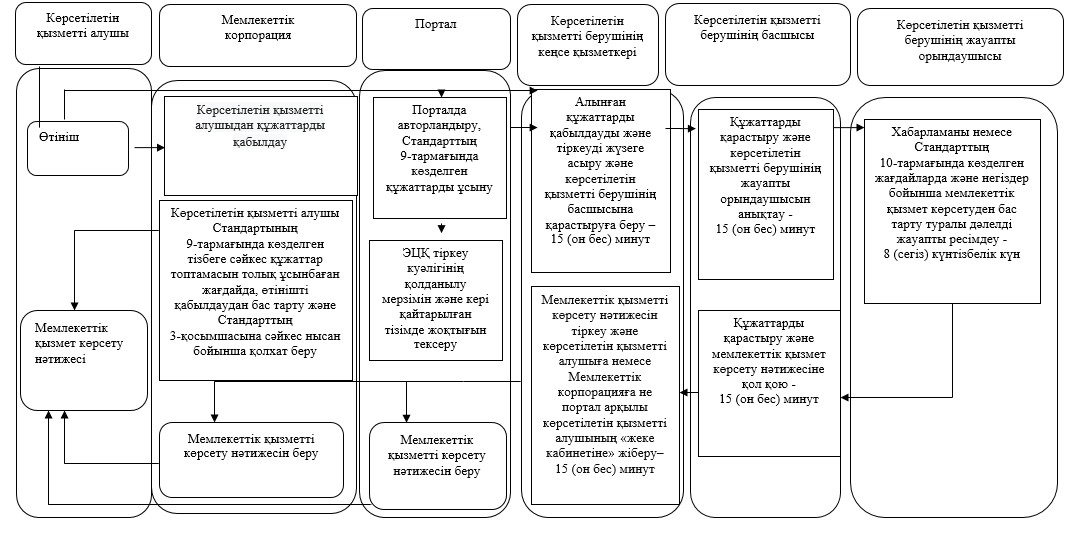 Көрсетілетін
қызметті алушы
Мемлекеттік
корпорация
Портал
Көрсетілетін
қызметті берушінің
кеңсе қызметкері
Көрсетілетін қызметті
берушінің басшысы
Көрсетілетін қызметті
берушінің жауапты
орындаушысы
Өтініш
Мемлекеттік
қызмет көрсету
нәтижесі
Көрсетілетін қызметті
алушыдан құжаттарды
қабылдау
Көрсетілетін қызметті алушы
Стандартының
9-тармағында көзделген
тізбеге сәйкес құжаттар
топтамасын толық ұсынбаған
жағдайда, өтінішті
қабылдаудан бас тарту және
Стандарттың
3-қосымшасына сәйкес нысан
бойынша қолхат беру
Мемлекеттік қызметті
көрсету нәтижесін беру
Порталда
авторландыру,
Стандарттың
9-тармағында
көзделген
құжаттарды ұсыну
ЭЦҚ тіркеу
куәлігінің
қолданылу
мерзімін және кері
қайтарылған
тізімде жоқтығын
тексеру
Мемлекеттік
қызметті көрсету
нәтижесін беру
Алынған
құжаттарды
қабылдауды және
тіркеуді жүзеге
асыру және
көрсетілетін
қызметті берушінің
басшысына
қарастыруға беру –
15 (он бес) минут
Мемлекеттік қызметті
көрсету нәтижесін
тіркеу және
көрсетілетін қызметті
алушыға немесе
Мемлекеттік
корпорацияға не
портал арқылы
көрсетілетін қызметті
алушының «жеке
кабинетіне» жіберу–
15 (он бес) минут
Құжаттарды
қарастыру және
көрсетілетін
қызметті берушінің
жауапты
орындаушысын
анықтау -
15 (он бес) минут
Құжаттарды
қарастыру және
мемлекеттік қызмет
көрсету нәтижесіне
қол қою -
15 (он бес) минут
Хабарламаны немесе
Стандарттың
10-тармағында көзделген
жағдайларда және негіздер
бойынша мемлекеттік
қызмет көрсетуден бас
тарту туралы дәлелді
жауапты ресімдеу -
8 (сегіз) күнтізбелік күн